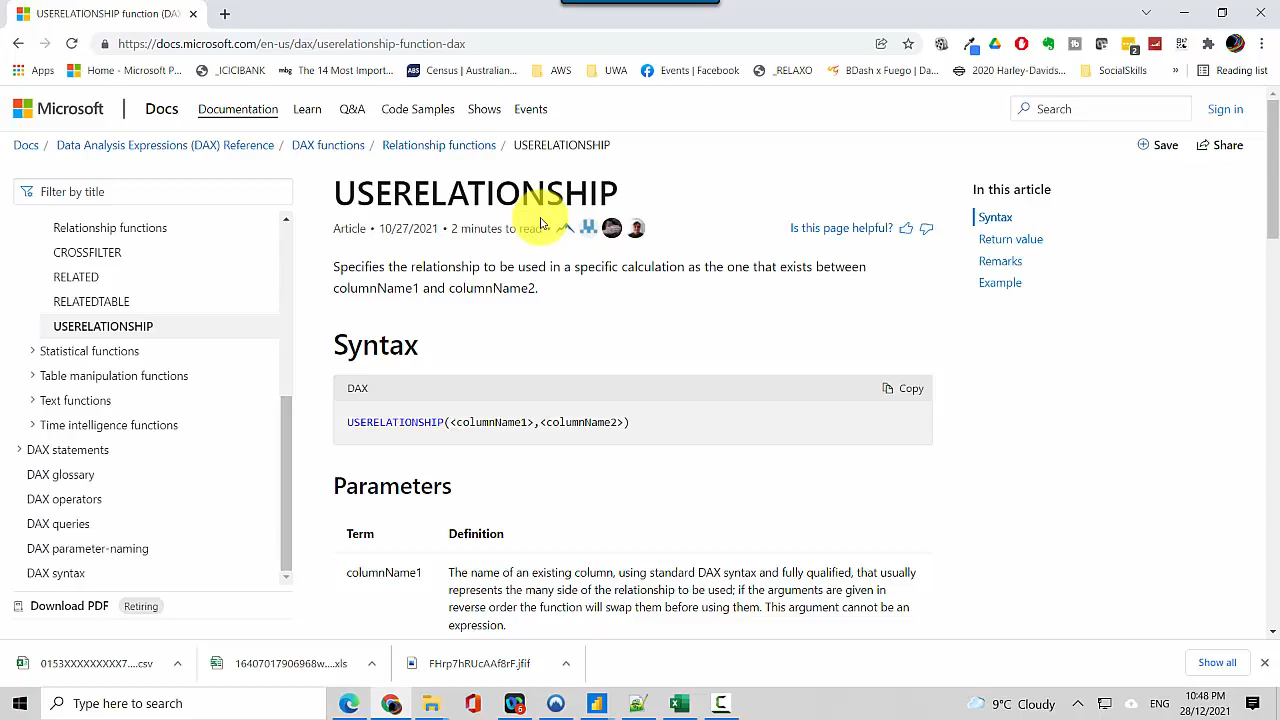 USERELATIONSHIP function (DA
https://docs.microsoft.com/en-us/dax/userelationship-function-dax
2
Apps
Home - Microsoft P...
_ICICIBANK
mbg
The 14 Most Import...
ABS
Census | Australian...
AWS
UWA
Events | Facebook
_RELAXO
BDash x Fuego | Da...
2020 Harley-Davids...
SocialSkills
»
Reading list
Microsoft
Docs
Documentation
Learn
Q&A
Code Samples
Shows
Events
Search
Sign in
Docs / Data Analysis Expressions (DAX) Reference / DAX functions / Relationship functions / USERELATIONSHIP
Save
Share
Filter by title
Relationship functions
CROSSFILTER
RELATED
RELATEDTABLE
USERELATIONSHIP
Statistical functions
Table manipulation functions
Text functions
Time intelligence functions
DAX statements
DAX glossary
DAX operators
DAX queries
DAX parameter-naming
DAX syntax
Download PDF
Retiring
USERELATIONSHIP
Article • 10/27/2021 • 2 minutes to read •
Is this page helpful?
Specifies the relationship to be used in a specific calculation as the one that exists between
columnName1 and columnName2.
Syntax
DAX
Copy
USERELATIONSHIP(<columnName1>,<columnName2>)
Parameters
Term
Definition
columnName1
The name of an existing column, using standard DAX syntax and fully qualified, that usually
represents the many side of the relationship to be used; if the arguments are given in
reverse order the function will swap them before using them. This argument cannot be an
expression.
In this article
Syntax
Return value
Remarks
Example
0153XXXXXXXXX7....csv
16407017906968w....xls
FHrp7hRUcAAf8rF.jfif
Show all
Type here to search
9°C Cloudy
ENG
10:48 PM
28/12/2021